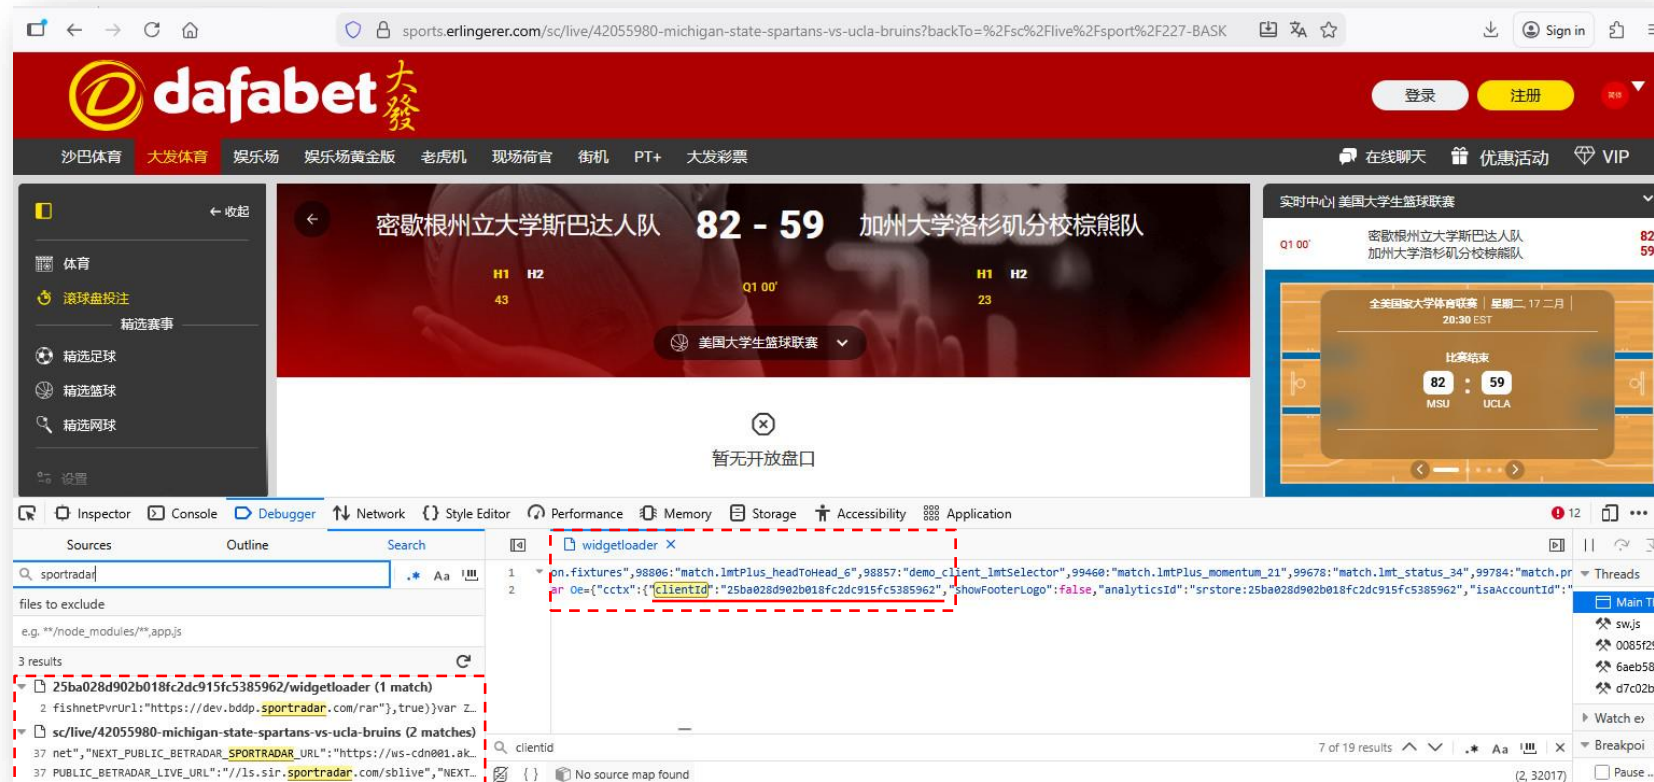 sports.erlingerer.com/sc/live/42055980-michigan-state-spartans-vs-ucla-bruins?backTo=%2Fsc%2Flive%2Fsport%2F227-BASK
Sign in
dafabet 大發
登录
注册
沙巴体育 大发体育 娱乐场 娱乐场黄金版 老虎机 现场荷官 街机 PT+ 大发彩票
在线聊天 优惠活动 VIP
收起
体育
滚球盘投注
精选赛事
精选足球
精选篮球
精选网球
设置
密歇根州立大学斯巴达人队 82 - 59 加州大学洛杉矶分校棕熊队
H1 H2
43
Q1 00'
H1 H2
23
美国大学生篮球联赛
暂无开放盘口
实时中心| 美国大学生篮球联赛
Q1 00'
密歇根州立大学斯巴达人队 82
加州大学洛杉矶分校棕熊队 59
全美国家大学体育联赛 | 星期二, 17 二月 |
20:30 EST
比赛结束
82 : 59
MSU UCLA
Inspector Console Debugger Network Style Editor Performance Memory Storage Accessibility Application
12
Sources Outline Search
widgetloader
sportradar
.* Aa
files to exclude
e.g. **/node_modules/**,app.js
3 results
25ba028d902b018fc2dc915fc5385962/widgetloader (1 match)
2 fishnetPvrUrl:"https://dev.bddp.sportradar.com/rar"},true)}var Z…
sc/live/42055980-michigan-state-spartans-vs-ucla-bruins (2 matches)
37 net","NEXT_PUBLIC_BETRADAR_SPORTRADAR_URL":"https://ws-cdn001.ak…
37 PUBLIC_BETRADAR_LIVE_URL":"//ls.sir.sportradar.com/sblive","NEXT…
1 on.fixtures",98806:"match.lmtPlus_headToHead_6",98857:"demo_client_lmtSelector",99460:"match.lmtPlus_momentum_21",99678:"match.lmt_status_34",99784:"match.pr
2 ar Oe={"cctx":{"clientId":"25ba028d902b018fc2dc915fc5385962","showFooterLogo":false,"analyticsId":"srstore:25ba028d902b018fc2dc915fc5385962","isaAccountId":"
clientid
7 of 19 results
.* Aa
No source map found
(2, 32017)
Threads
Main Th
sw.js
0085f29
6aeb58
d7c02b
Watch ex
Breakpoi
Pause ..